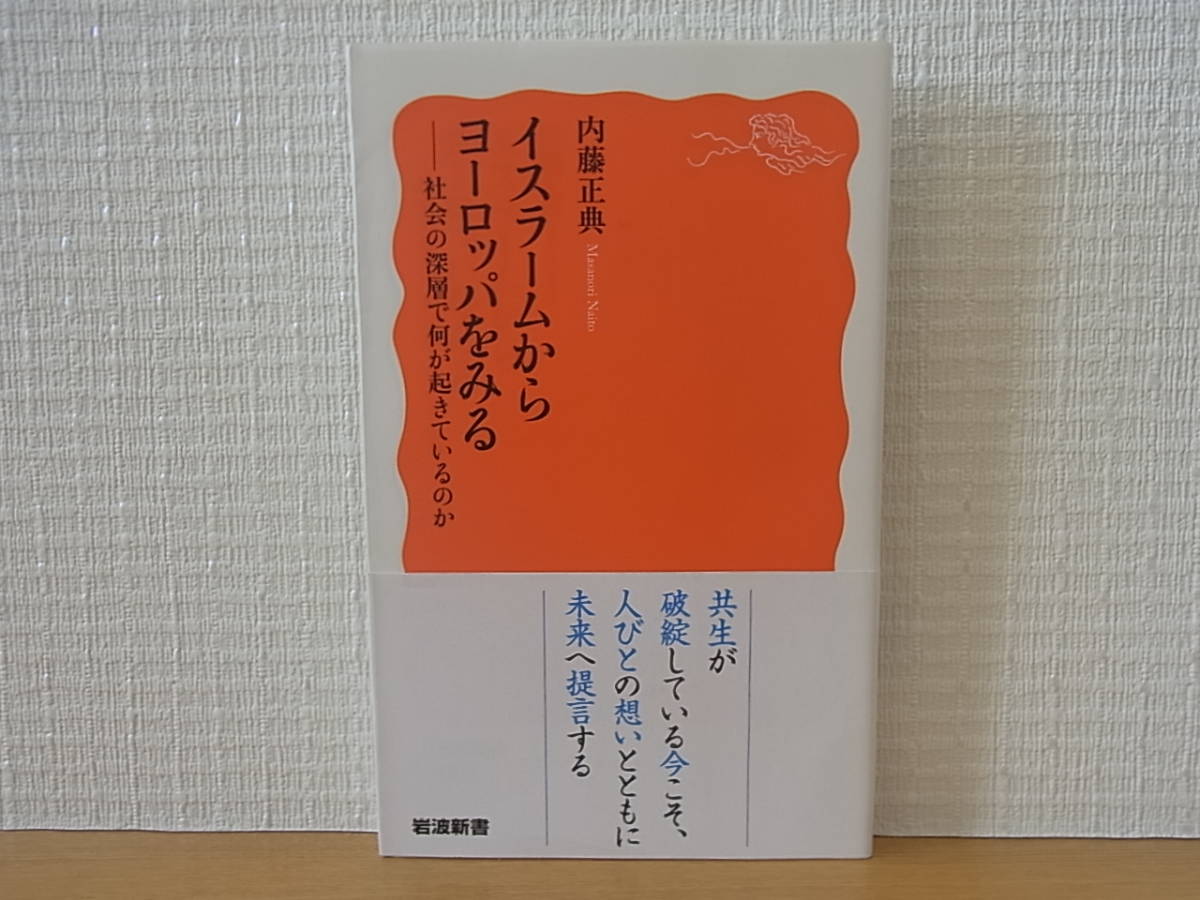 内藤正典 Masanori Naito
イスラームから
ヨーロッパをみる
──社会の深層で何が起きているのか
共生が
破綻している今こそ、
人びとの想いとともに
未来へ提言する
岩波新書